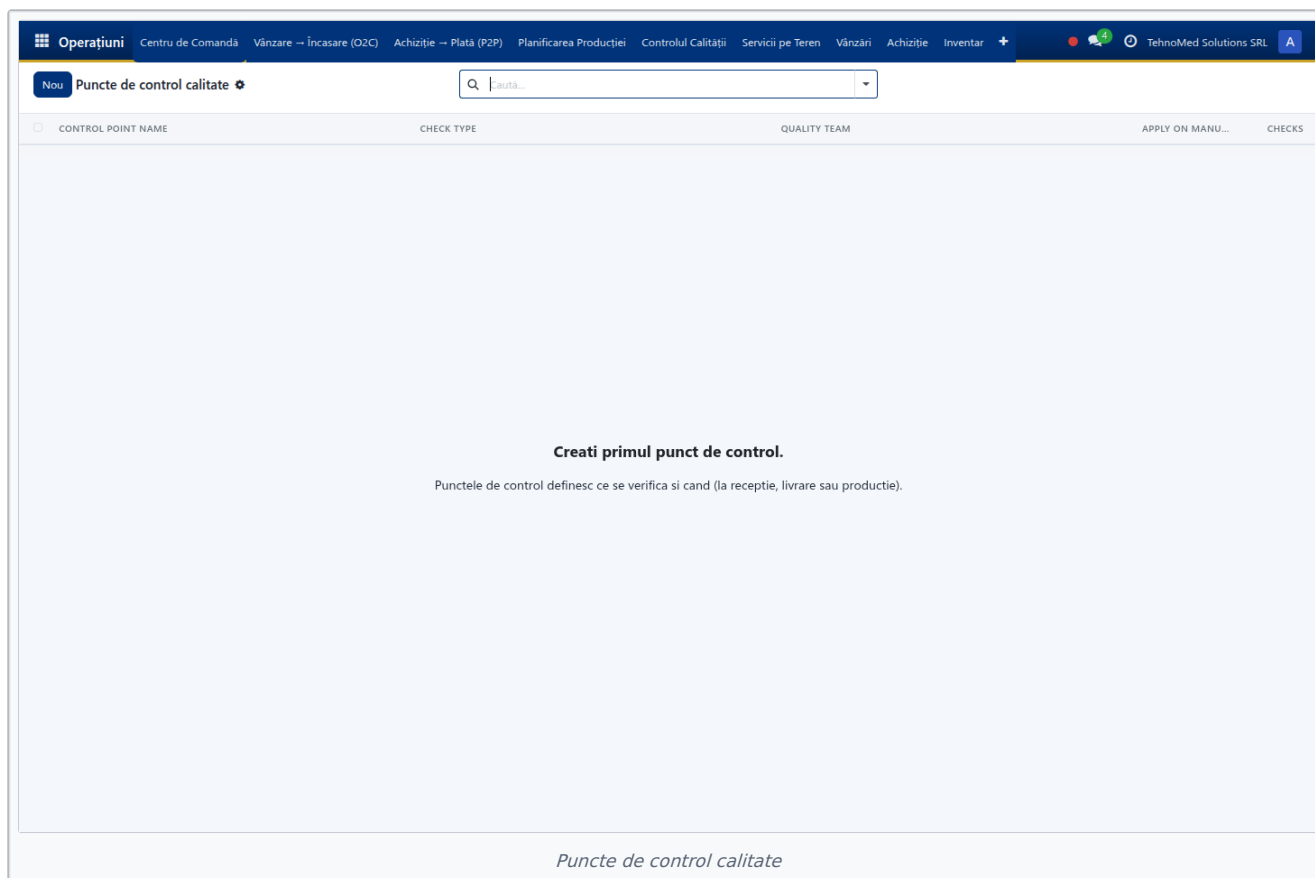 Operațiuni Centru de Comandă Vânzare → Încasare (O2C) Achiziție → Plată (P2P) Planificarea Producției Controlul Calității Servicii pe Teren Vânzări Achiziție Inventar + 4 TehnoMed Solutions SRL A
Nou Puncte de control calitate Caută...
CONTROL POINT NAME CHECK TYPE QUALITY TEAM APPLY ON MANU... CHECKS
Creati primul punct de control.
Punctele de control definesc ce se verifica si cand (la receptie, livrare sau productie).
Puncte de control calitate